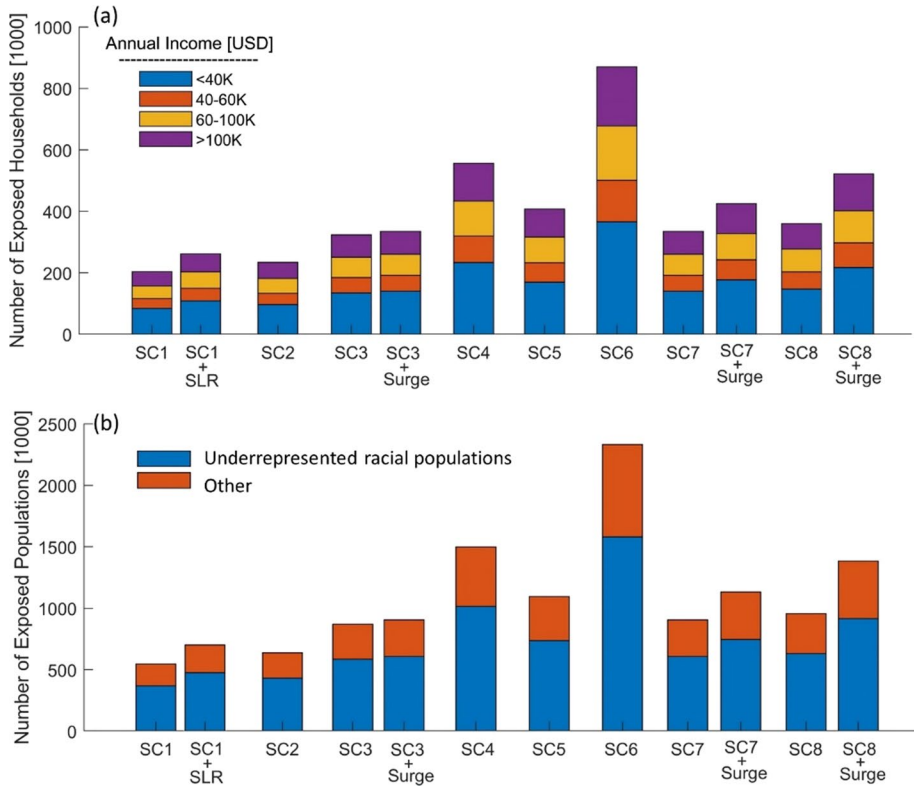 (a)
Annual Income [USD]
<40K
40-60K
60-100K
>100K
Number of Exposed Households [1000]
1000
800
600
400
200
0
SC1 SC1 SC2 SC3 SC3 SC4 SC5 SC6 SC7 SC7 SC8 SC8
+ + + +
SLR Surge Surge Surge
(b)
Underrepresented racial populations
Other
Number of Exposed Populations [1000]
2500
2000
1500
1000
500
0
SC1 SC1 SC2 SC3 SC3 SC4 SC5 SC6 SC7 SC7 SC8 SC8
+ + + +
SLR Surge Surge Surge